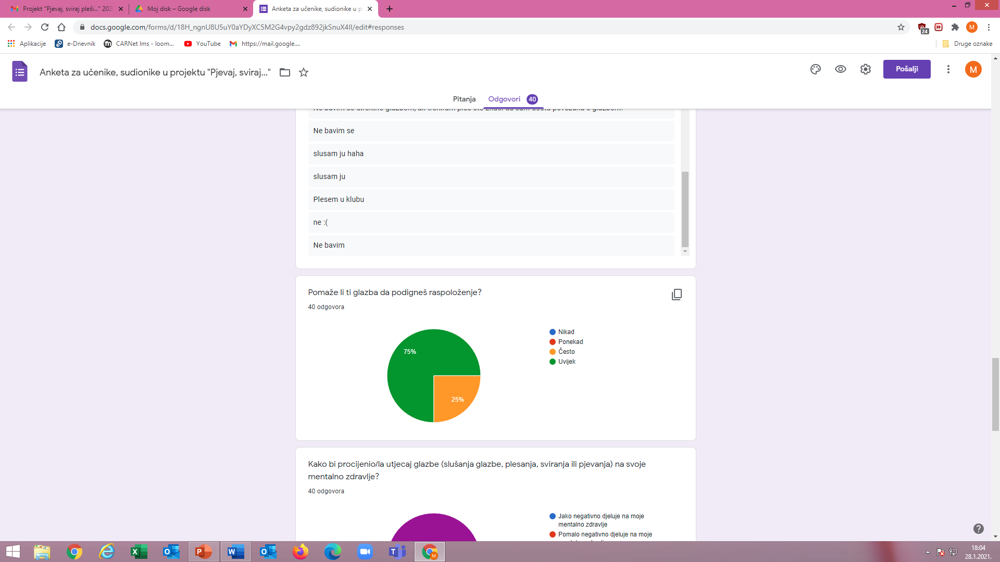 Projekt "Pjevaj, sviraj pleši..." 202
Moj disk – Google disk
Anketa za učenike, sudionike u p
docs.google.com/forms/d/18H_ngnU8U5uY0aYDyXC5M2G4vpy2gdz892jkSnuX4lI/edit#responses
24
M
Aplikacije
e-Dnevnik
CARNet lms - loom...
YouTube
https://mail.google....
Druge oznake
Anketa za učenike, sudionike u projektu "Pjevaj, sviraj..."
Pošalji
M
Pitanja
Odgovori 40
Ne bavim se
slusam ju haha
slusam ju
Plesem u klubu
ne :(
Ne bavim
Pomaže li ti glazba da podigneš raspoloženje?
40 odgovora
75%
25%
Nikad
Ponekad
Često
Uvijek
Kako bi procijenio/la utjecaj glazbe (slušanja glazbe, plesanja, sviranja ili pjevanja) na svoje
mentalno zdravlje?
40 odgovora
Jako negativno djeluje na moje
mentalno zdravlje
Pomalo negativno djeluje na moje
18:04
28.1.2021.